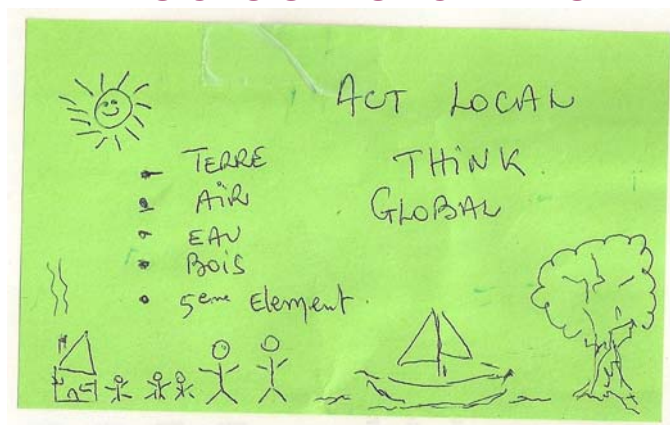 ACT LOCAL
THINK
GLOBAL
TERRE
AIR
EAU
BOIS
5eme Element.